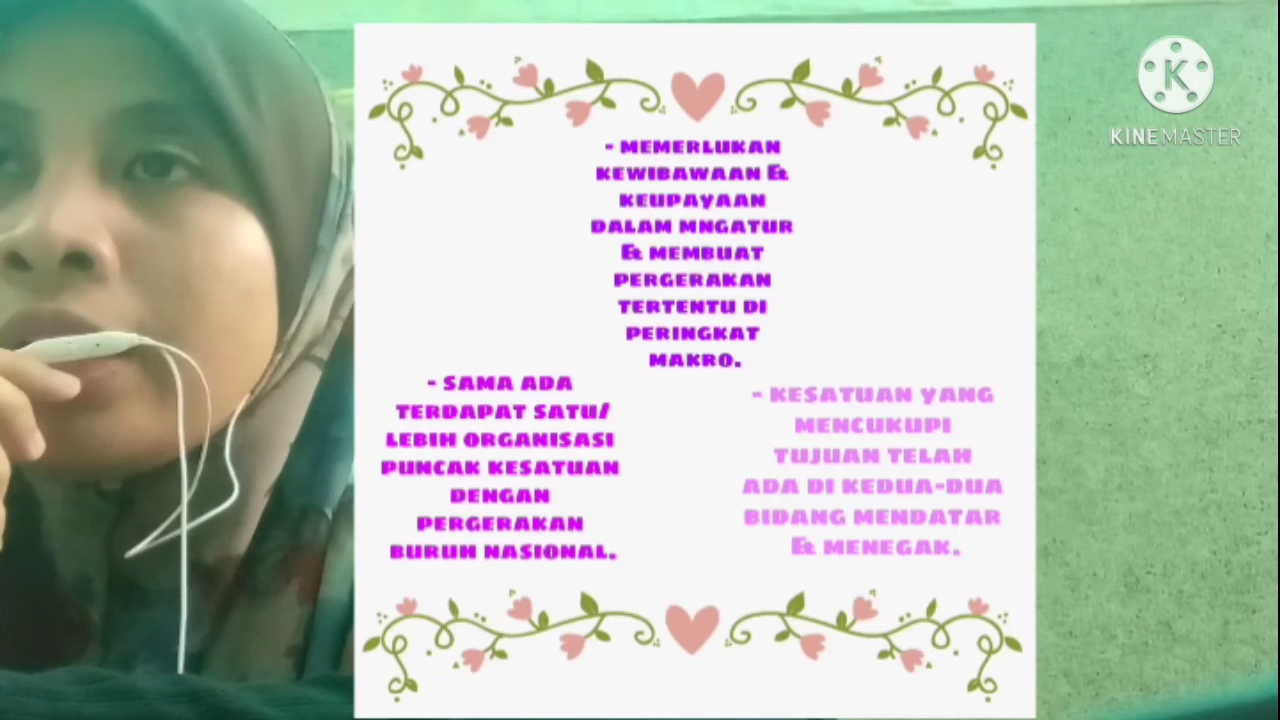 - MEMERLUKAN
KEWIBAWAAN &
KEUPAYAAN
DALAM MNGATUR
& MEMBUAT
PERGERAKAN
TERTENTU DI
PERINGKAT
MAKRO.
- SAMA ADA
TERDAPAT SATU/
LEBIH ORGANISASI
PUNCAK KESATUAN
DENGAN
PERGERAKAN
BURUH NASIONAL.
- KESATUAN YANG
MENCUKUPI
TUJUAN TELAH
ADA DI KEDUA-DUA
BIDANG MENDATAR
& MENEGAK.
K
KINEMASTER